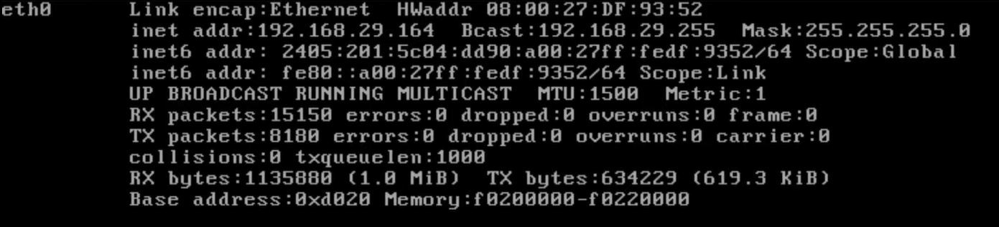 eth0 Link encap:Ethernet HWaddr 08:00:27:DF:93:52
inet addr:192.168.29.164 Bcast:192.168.29.255 Mask:255.255.255.0
inet6 addr: 2405:201:5c04:dd90:a00:27ff:fedf:9352/64 Scope:Global
inet6 addr: fe80::a00:27ff:fedf:9352/64 Scope:Link
UP BROADCAST RUNNING MULTICAST MTU:1500 Metric:1
RX packets:15150 errors:0 dropped:0 overruns:0 frame:0
TX packets:8180 errors:0 dropped:0 overruns:0 carrier:0
collisions:0 txqueuelen:1000
RX bytes:1135880 (1.0 MiB) TX bytes:634229 (619.3 KiB)
Base address:0xd020 Memory:f0200000-f0220000